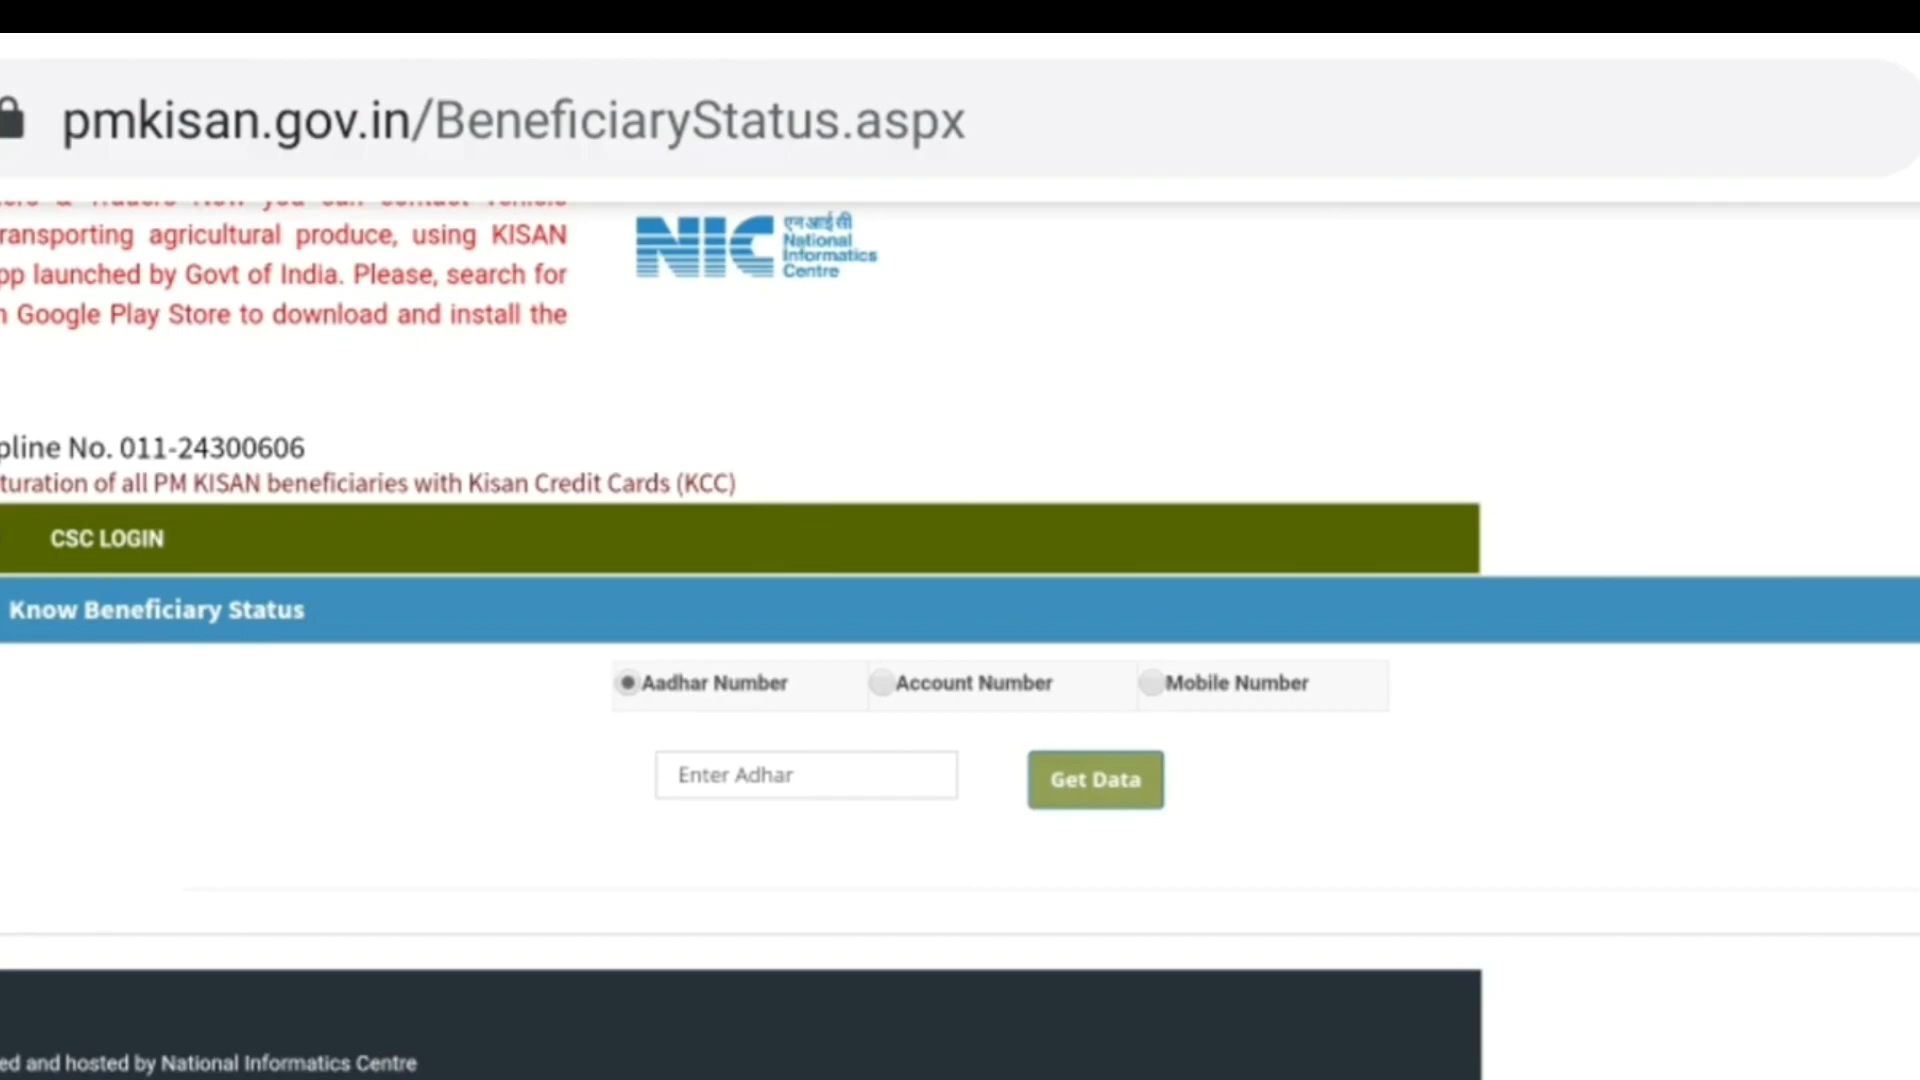 pmkisan.gov.in/BeneficiaryStatus.aspx
ransporting agricultural produce, using KISAN
pp launched by Govt of India. Please, search for
n Google Play Store to download and install the
एन आई सी
NIC National
Informatics
Centre
pline No. 011-24300606
turation of all PM KISAN beneficiaries with Kisan Credit Cards (KCC)
CSC LOGIN
Know Beneficiary Status
Aadhar Number Account Number Mobile Number
Enter Adhar Get Data
ed and hosted by National Informatics Centre